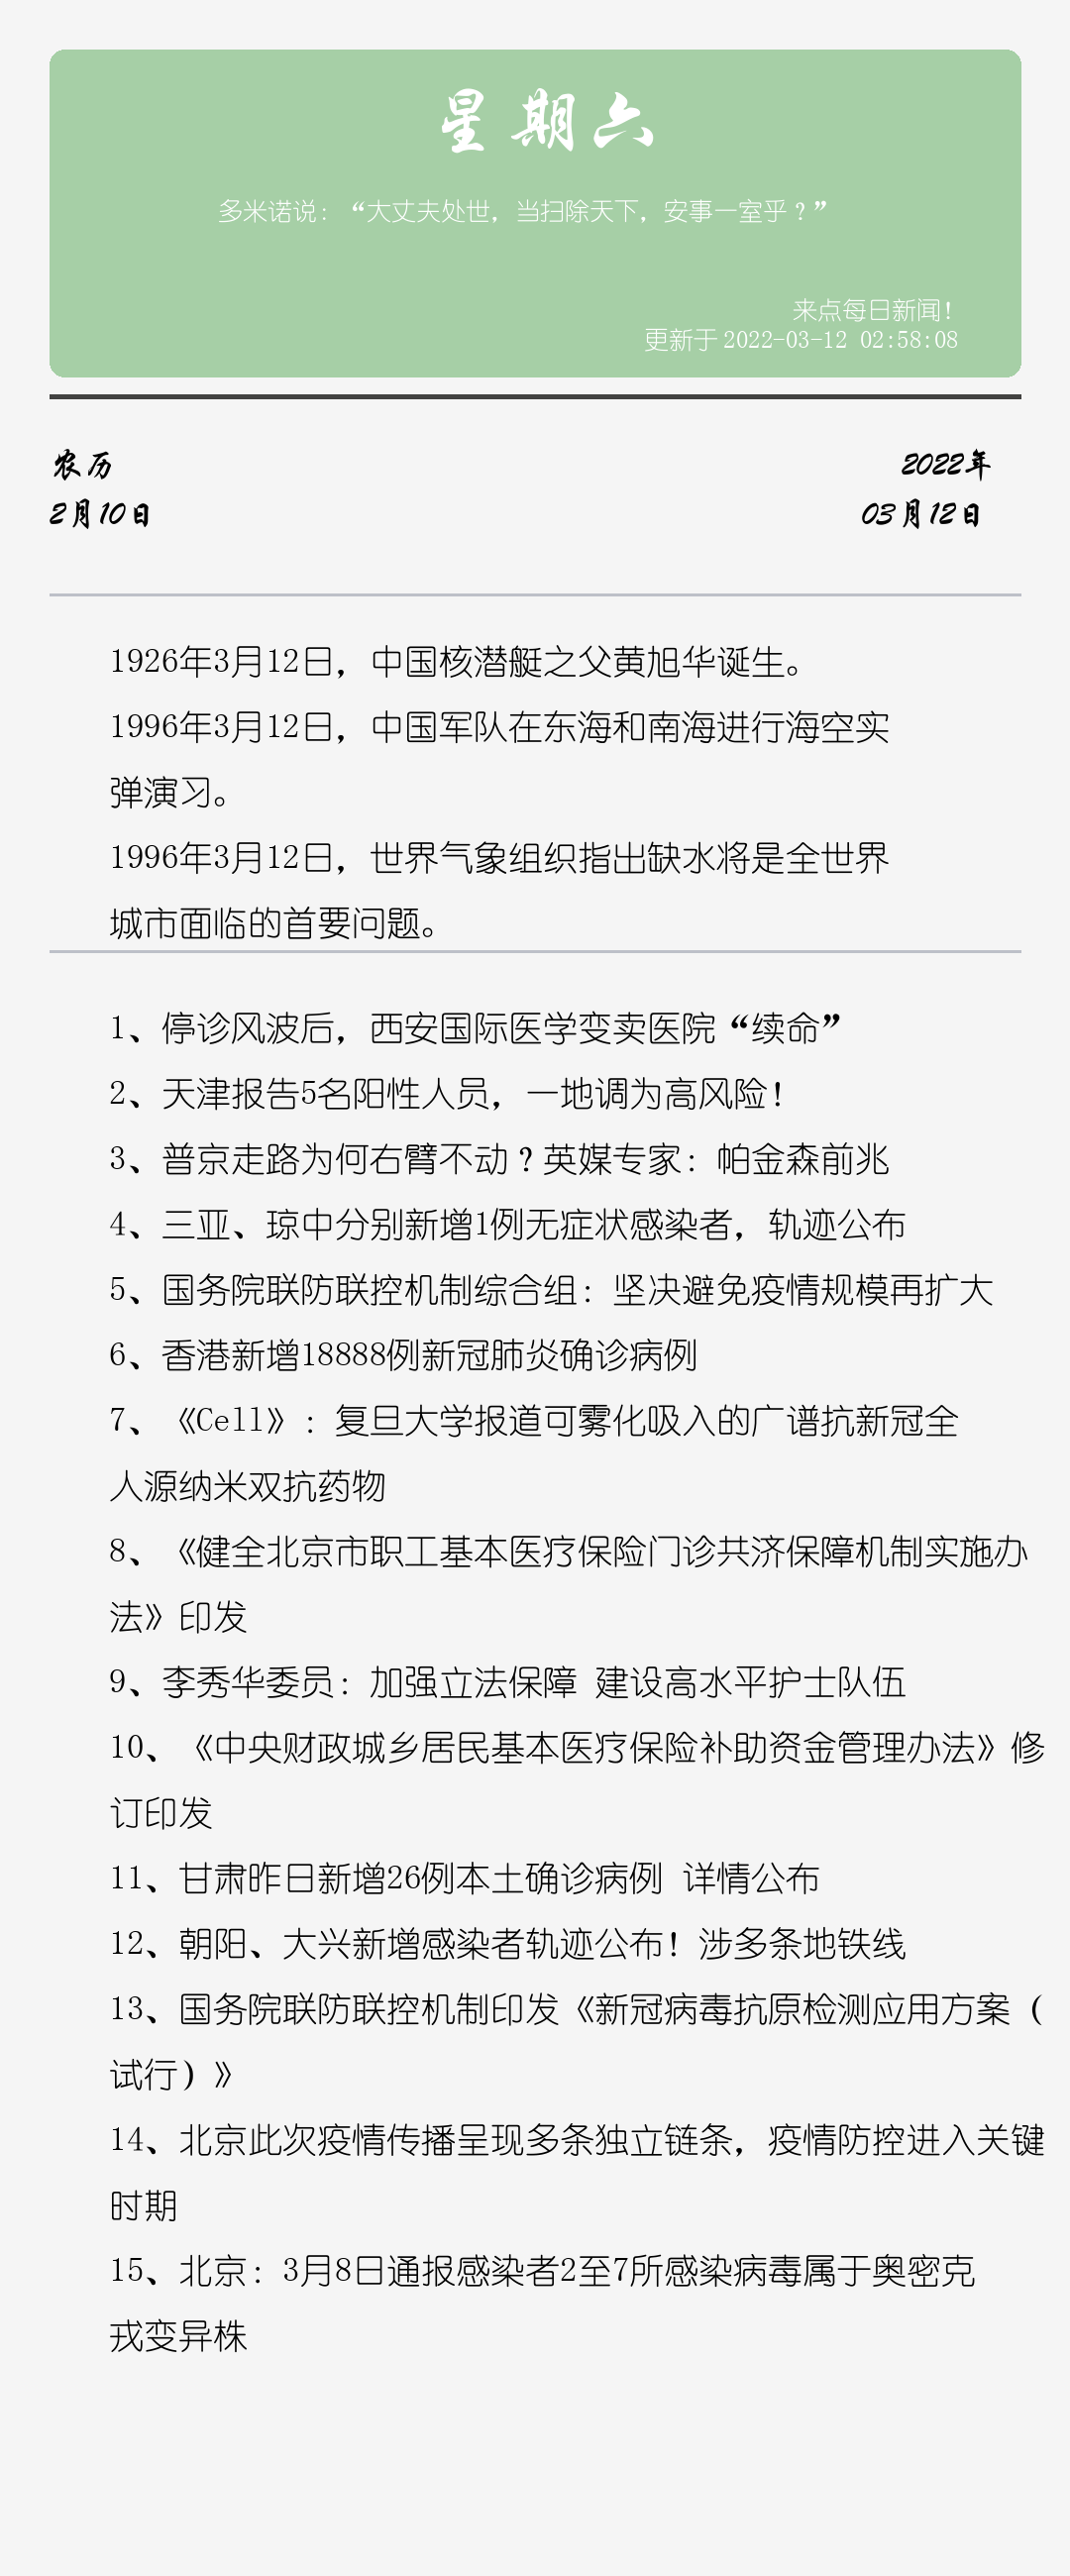 星期六
多米诺说：“大丈夫处世，当扫除天下，安事一室乎？”
来点每日新闻！
更新于 2022-03-12 02:58:08
农历
2月10日
2022年
03月12日
1926年3月12日，中国核潜艇之父黄旭华诞生。
1996年3月12日，中国军队在东海和南海进行海空实
弹演习。
1996年3月12日，世界气象组织指出缺水将是全世界
城市面临的首要问题。
1、停诊风波后，西安国际医学变卖医院“续命”
2、天津报告5名阳性人员，一地调为高风险！
3、普京走路为何右臂不动？英媒专家：帕金森前兆
4、三亚、琼中分别新增1例无症状感染者，轨迹公布
5、国务院联防联控机制综合组：坚决避免疫情规模再扩大
6、香港新增18888例新冠肺炎确诊病例
7、《Cell》：复旦大学报道可雾化吸入的广谱抗新冠全
人源纳米双抗药物
8、《健全北京市职工基本医疗保险门诊共济保障机制实施办
法》印发
9、李秀华委员：加强立法保障 建设高水平护士队伍
10、《中央财政城乡居民基本医疗保险补助资金管理办法》修
订印发
11、甘肃昨日新增26例本土确诊病例 详情公布
12、朝阳、大兴新增感染者轨迹公布！涉多条地铁线
13、国务院联防联控机制印发《新冠病毒抗原检测应用方案（
试行）》
14、北京此次疫情传播呈现多条独立链条，疫情防控进入关键
时期
15、北京：3月8日通报感染者2至7所感染病毒属于奥密克
戎变异株